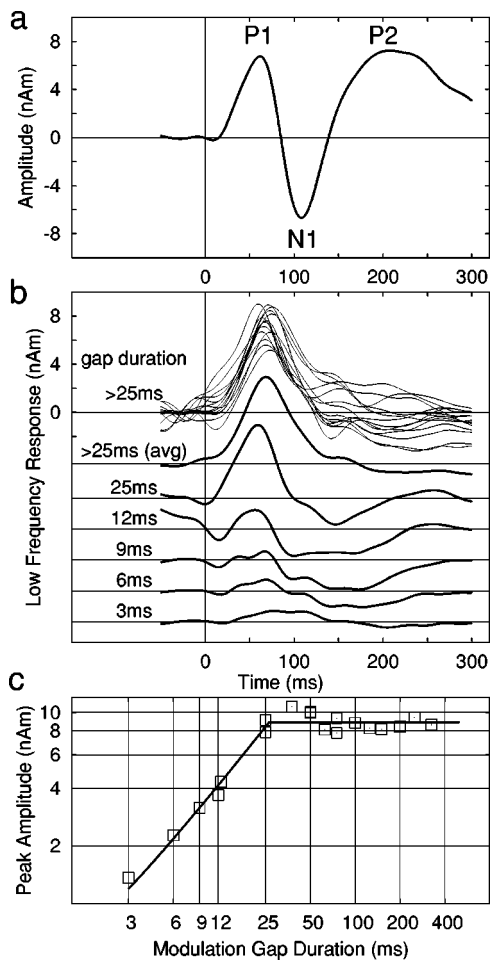 a
P1
P2
N1
Amplitude (nAm)
8
4
0
-4
-8
0
100
200
300
b
Low Frequency Response (nAm)
8
4
0
gap duration
>25ms
>25ms (avg)
25ms
12ms
9ms
6ms
3ms
0
100
200
300
Time (ms)
c
Peak Amplitude (nAm)
10
8
6
4
2
3
6
9
12
25
50
100
200
400
Modulation Gap Duration (ms)